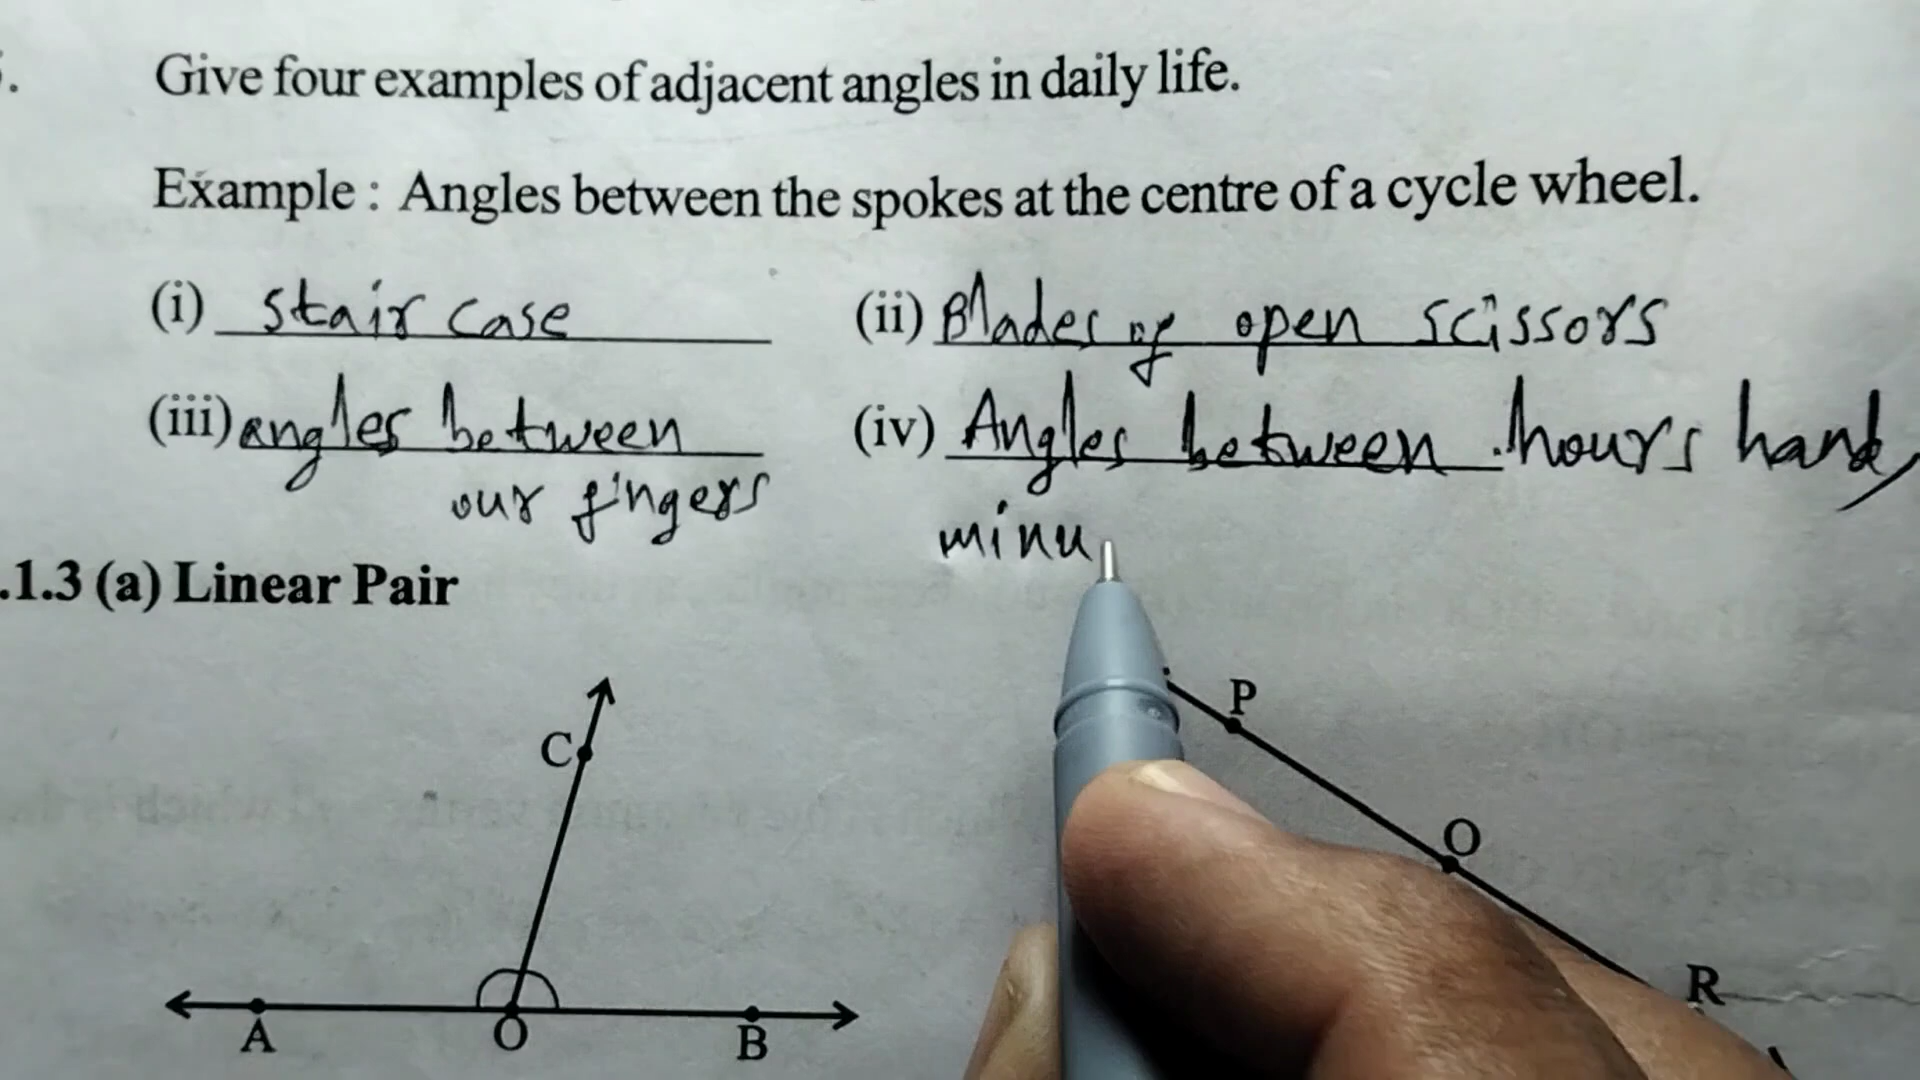 Give four examples of adjacent angles in daily life.
Example : Angles between the spokes at the centre of a cycle wheel.
(i) stair case
(ii) Blades of open scissors
(iii) angles between
our fingers
(iv) Angles between hours hand,
minu
.1.3 (a) Linear Pair
C
A
O
B
P
O
R